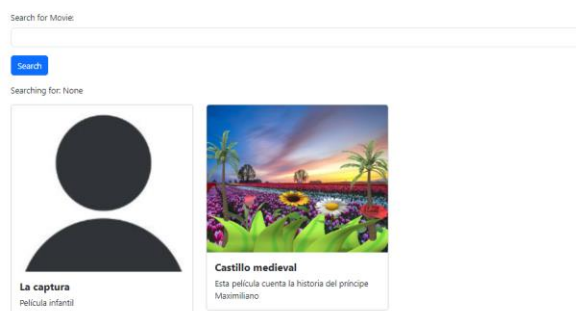 Search for Movie:
Search
Searching for: None
La captura
Película infantil
Castillo medieval
Esta película cuenta la historia del príncipe
Maximiliano